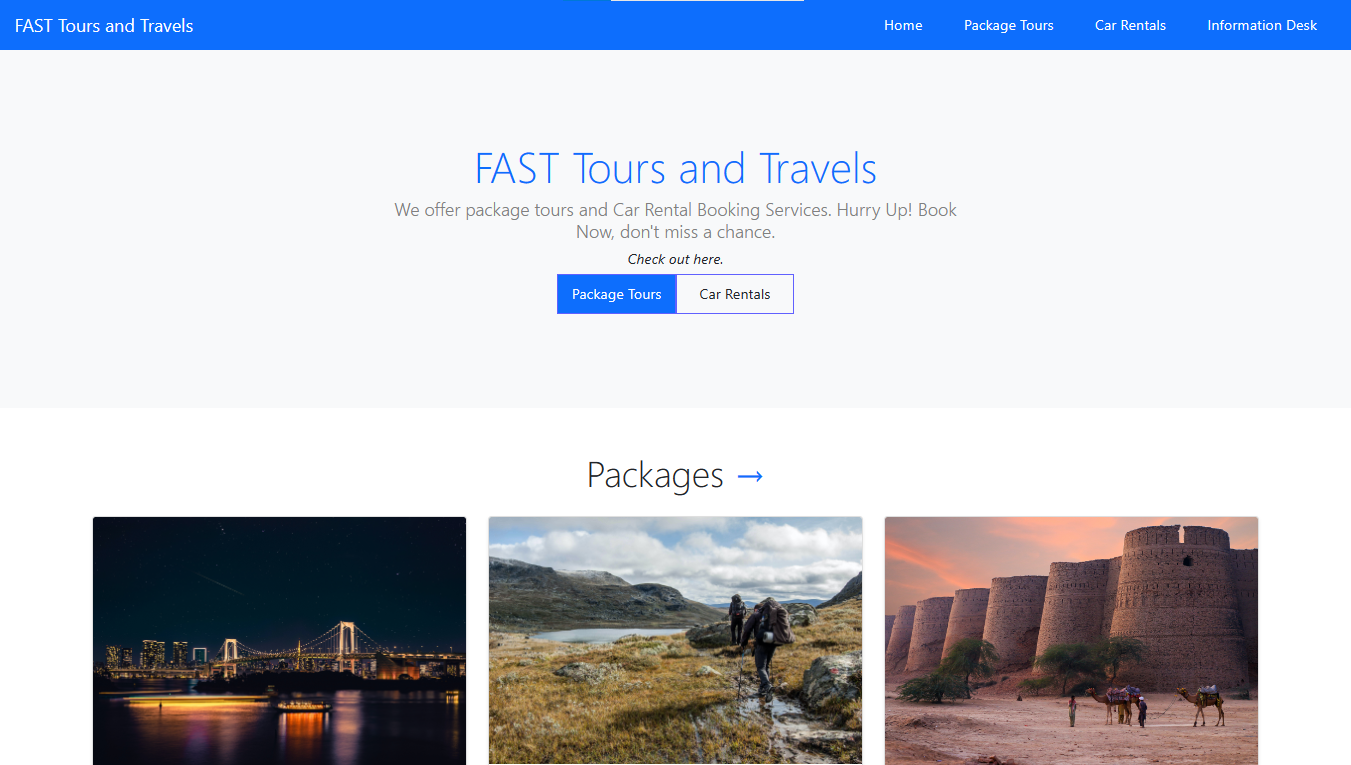 FAST Tours and Travels
Home
Package Tours
Car Rentals
Information Desk
FAST Tours and Travels
We offer package tours and Car Rental Booking Services. Hurry Up! Book
Now, don't miss a chance.
Check out here.
Package Tours
Car Rentals
Packages →